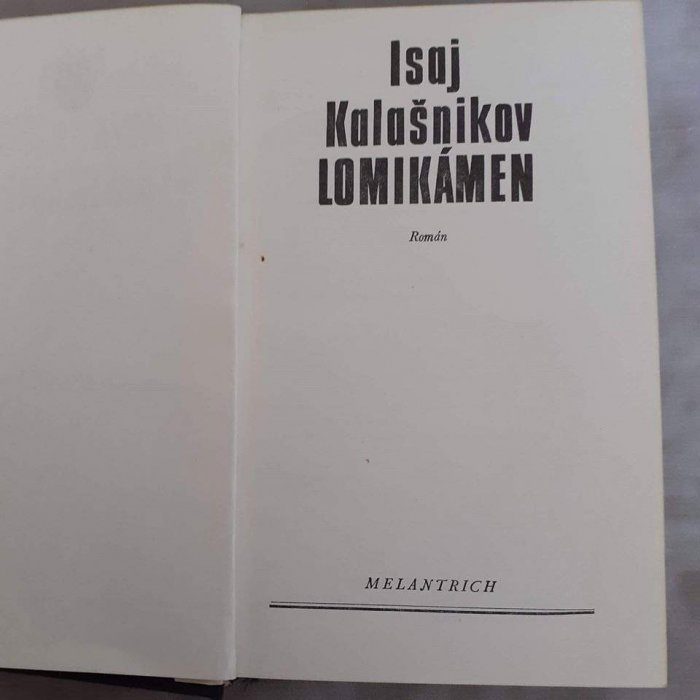 Isaj
Kalašnikov
LOMIKÁMEN
Román
MELANTRICH